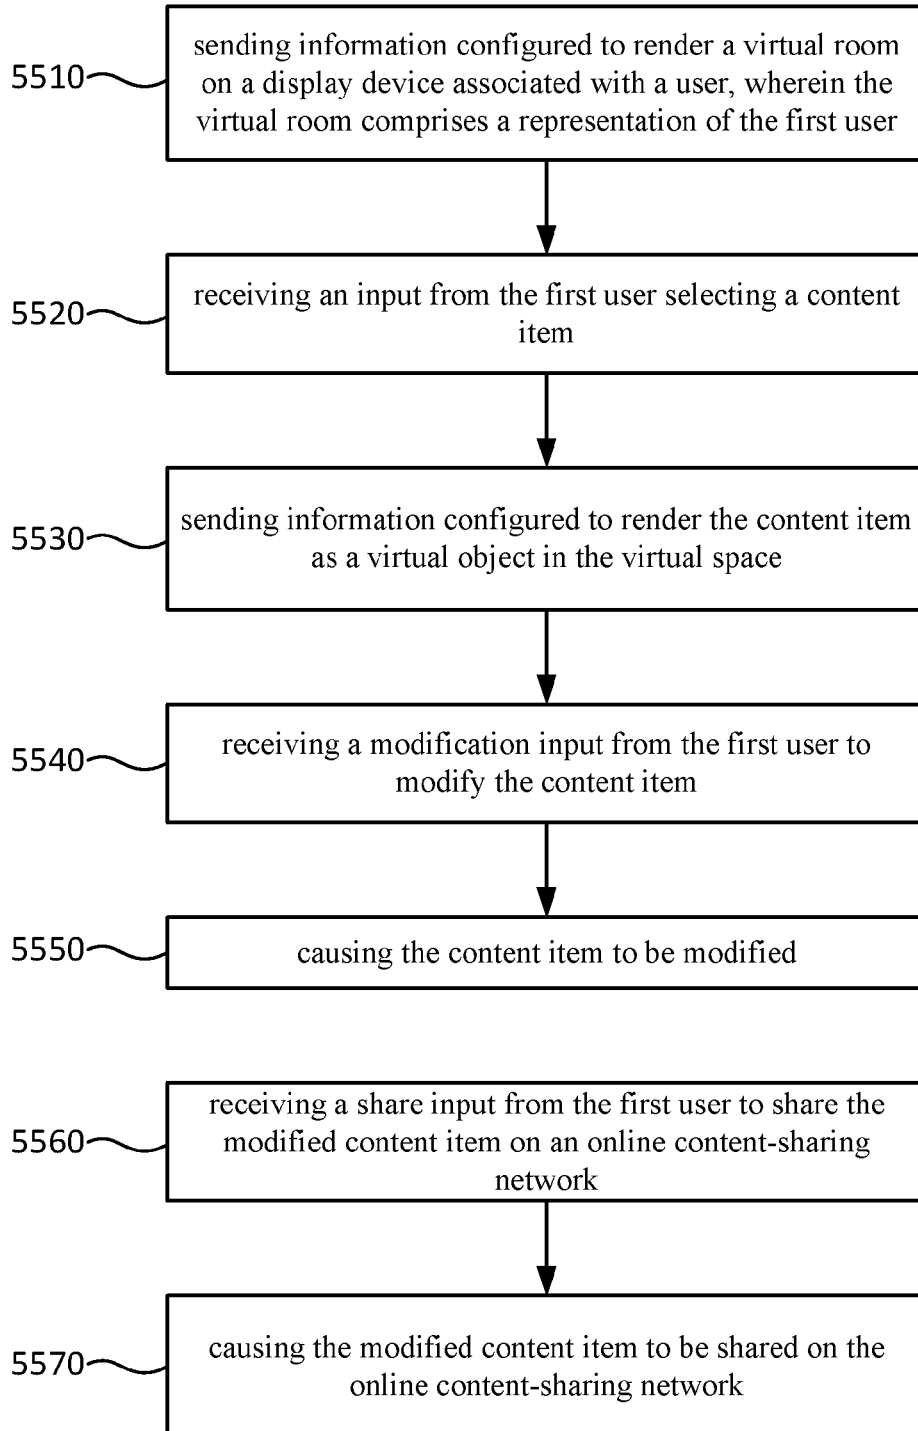 5510
sending information configured to render a virtual room
on a display device associated with a user, wherein the
virtual room comprises a representation of the first user
5520
receiving an input from the first user selecting a content
item
5530
sending information configured to render the content item
as a virtual object in the virtual space
5540
receiving a modification input from the first user to
modify the content item
5550
causing the content item to be modified
5560
receiving a share input from the first user to share the
modified content item on an online content-sharing
network
5570
causing the modified content item to be shared on the
online content-sharing network